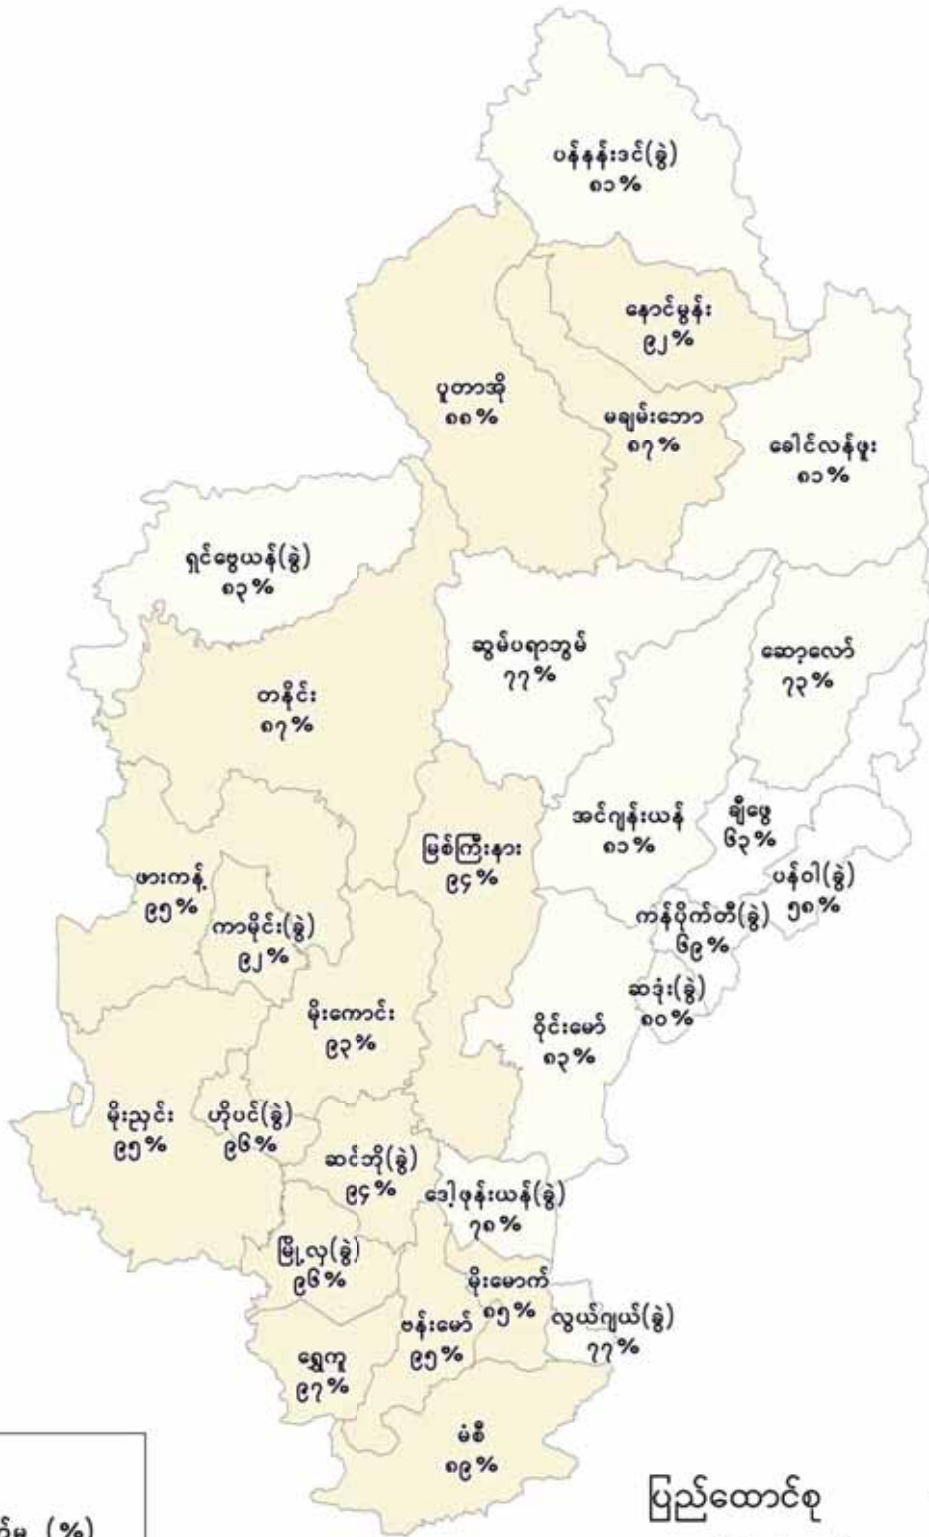 ပန်နန်းဒင်(ခွဲ)
၈၁%
နောင်မွန်း
၉၂%
ပူတာအို
၈၈%
မချမ်းဘော
၈၇%
ခေါင်လန်ဖူး
၈၁%
ရှင်ဗွေယန်(ခွဲ)
၈၃%
ဆွမ်ပရာဘွမ်
၇၇%
ဆော့လော်
၇၃%
တနိုင်း
၈၇%
အင်ဂျန်းယန်
၈၁%
ချီဖွေ
၆၃%
မြစ်ကြီးနား
၉၄%
ဖားကန့်
၉၅%
ပန်ဝါ(ခွဲ)
၅၈%
ကာမိုင်း(ခွဲ)
၉၂%
ကန်ပိုက်တီ(ခွဲ)
၆၉%
ဆဒုံး(ခွဲ)
၈၀%
မိုးကောင်း
၉၃%
ဝိုင်းမော်
၈၃%
မိုးညှင်း
၉၅%
ဟိုပင်(ခွဲ)
၉၆%
ဆင်ဘို(ခွဲ)
၉၄%
ဒေါ့ဖုန်းယန်(ခွဲ)
၇၈%
မြို့လှ(ခွဲ)
၉၆%
မိုးမောက်
၈၅%
လွယ်ဂျယ်(ခွဲ)
၇၇%
ဗန်းမော်
၉၅%
ရွှေကူ
၉၇%
မံစီ
၈၉%
ပြည်ထောင်စု
(%)